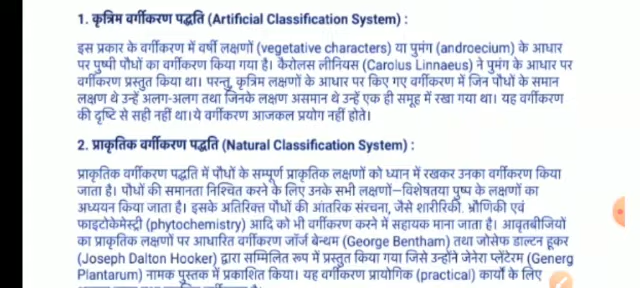 1. कृत्रिम वर्गीकरण पद्धति (Artificial Classification System) :
इस प्रकार के वर्गीकरण में वर्षी लक्षणों (vegetative characters) या पुमंग (androecium) के आधार
पर पुष्पी पौधों का वर्गीकरण किया गया है। कैरोलस लीनियस (Carolus Linnaeus) ने पुमंग के आधार पर
वर्गीकरण प्रस्तुत किया था। परन्तु, कृत्रिम लक्षणों के आधार पर किए गए वर्गीकरण में जिन पौधों के समान
लक्षण थे उन्हें अलग-अलग तथा जिनके लक्षण असमान थे उन्हें एक ही समूह में रखा गया था। यह वर्गीकरण
की दृष्टि से सही नहीं था।ये वर्गीकरण आजकल प्रयोग नहीं होते।
2. प्राकृतिक वर्गीकरण पद्धति (Natural Classification System) :
प्राकृतिक वर्गीकरण पद्धति में पौधों के सम्पूर्ण प्राकृतिक लक्षणों को ध्यान में रखकर उनका वर्गीकरण किया
जाता है। पौधों की समानता निश्चित करने के लिए उनके सभी लक्षणों—विशेषतया पुष्प के लक्षणों का
अध्ययन किया जाता है। इसके अतिरिक्त पौधों की आंतरिक संरचना, जैसे शारीरिकी, भ्रौणिकी एवं
फाइटोकेमेस्ट्री (phytochemistry) आदि को भी वर्गीकरण करने में सहायक माना जाता है। आवृतबीजियों
का प्राकृतिक लक्षणों पर आधारित वर्गीकरण जॉर्ज बेन्थम (George Bentham) तथा जोसेफ डाल्टन हूकर
(Joseph Dalton Hooker) द्वारा सम्मिलित रूप में प्रस्तुत किया गया जिसे उन्होंने जेनेरा प्लेंटेरम (Generg
Plantarum) नामक पुस्तक में प्रकाशित किया। यह वर्गीकरण प्रायोगिक (practical) कार्यों के लिए